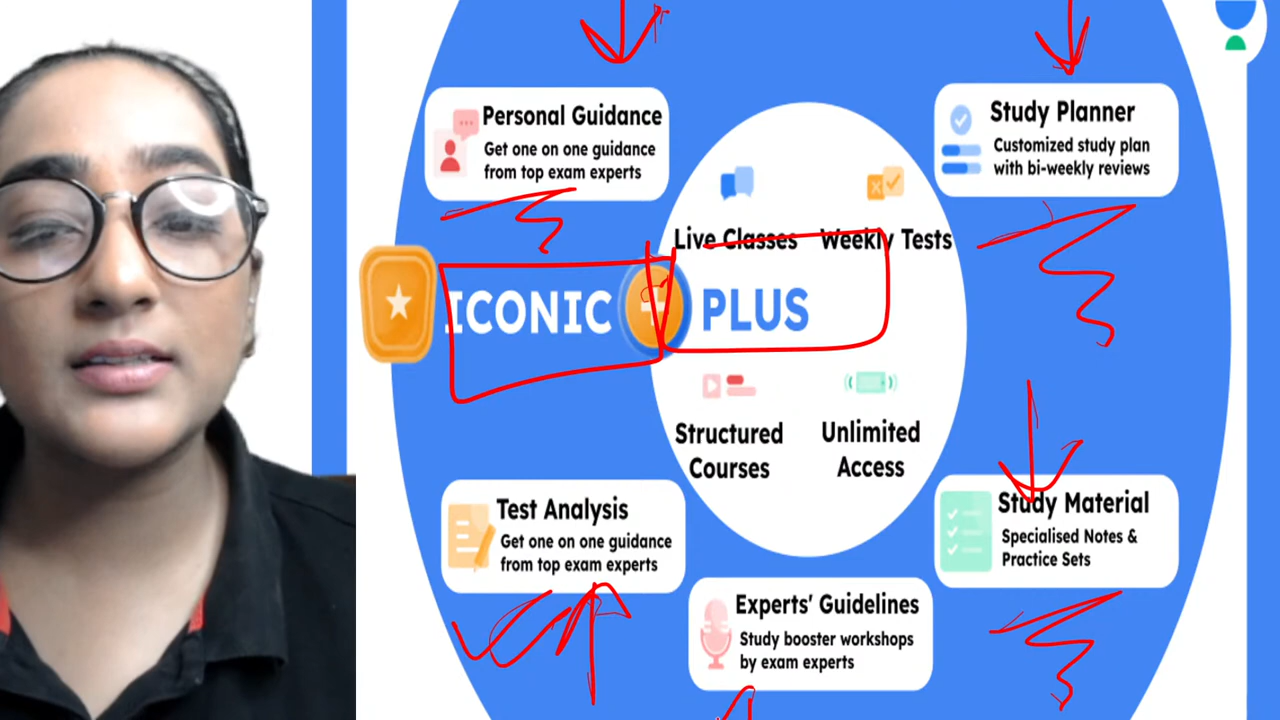 Personal Guidance
Get one on one guidance
from top exam experts
Study Planner
Customized study plan
with bi-weekly reviews
Live Classes
Weekly Tests
ICONIC
PLUS
Structured
Courses
Unlimited
Access
Test Analysis
Get one on one guidance
from top exam experts
Study Material
Specialised Notes &
Practice Sets
Experts' Guidelines
Study booster workshops
by exam experts